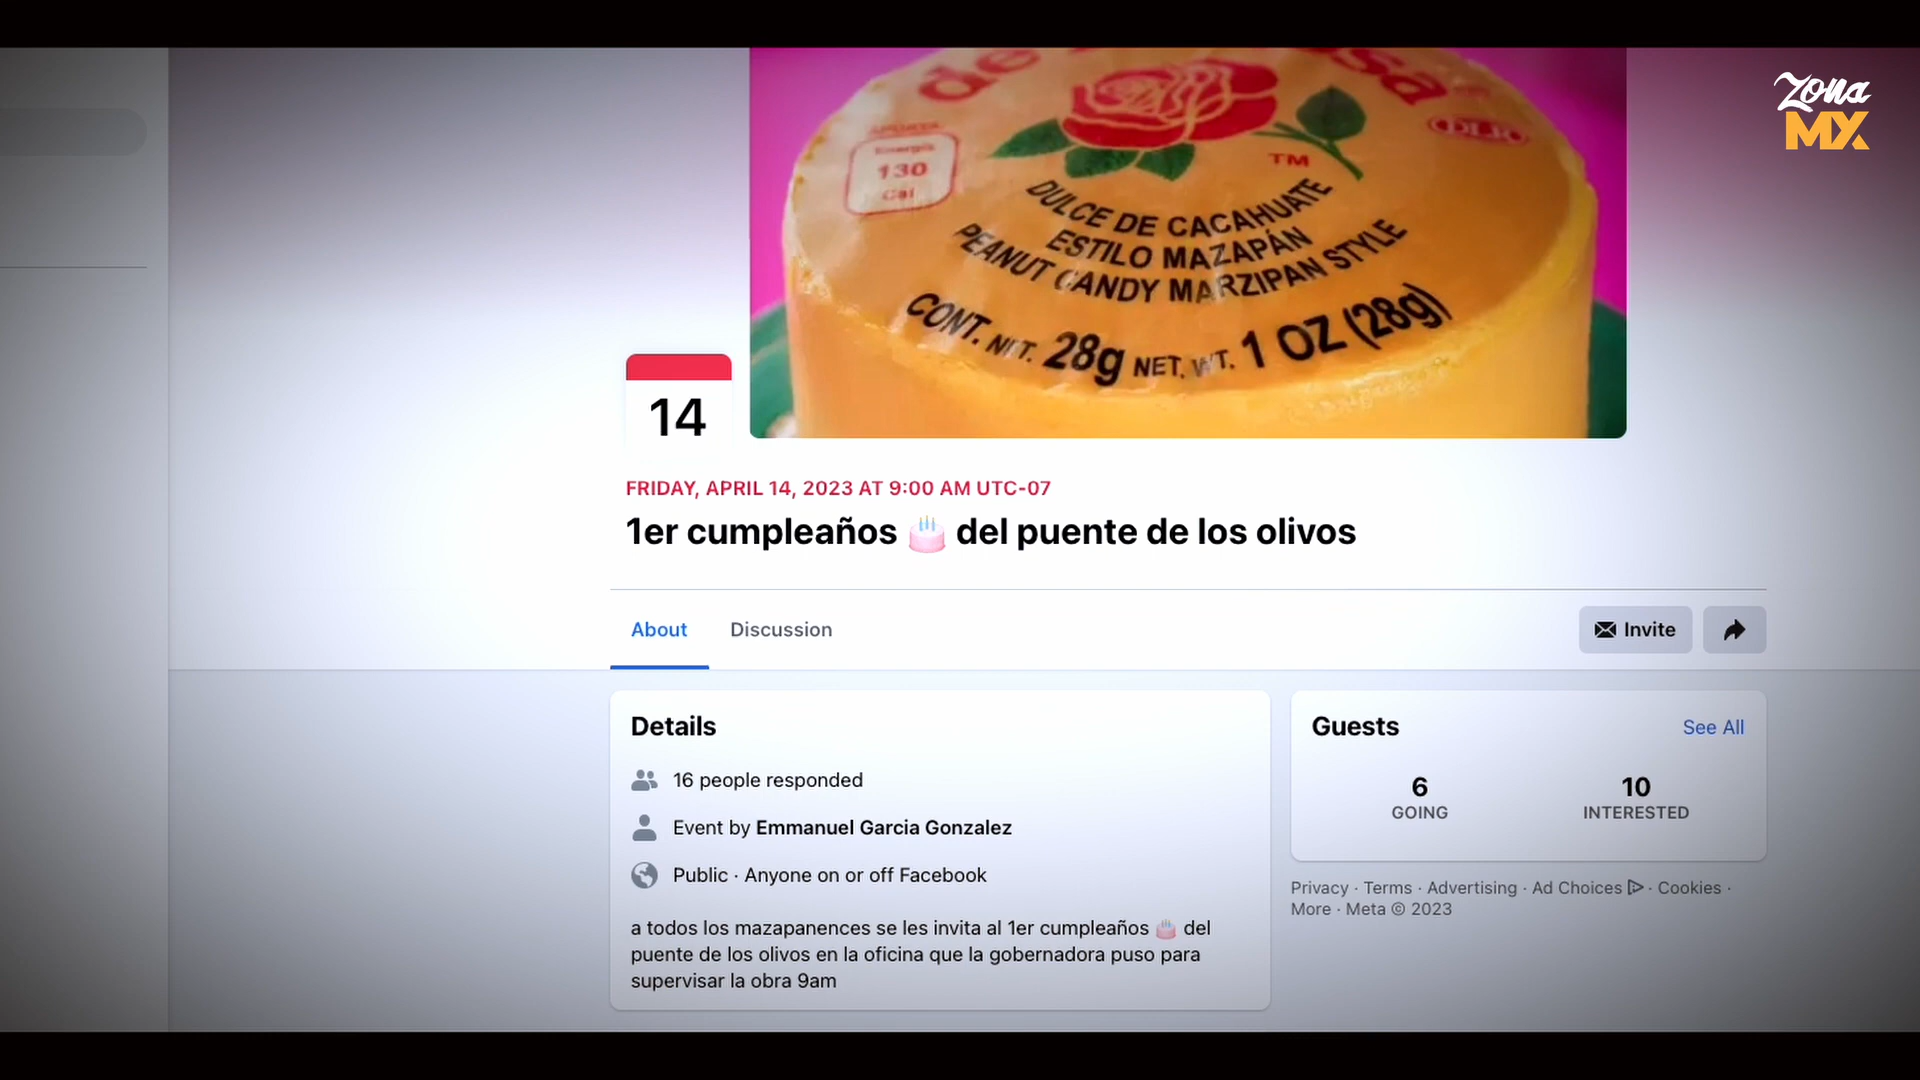 Zona
MX
de la Rosa
DLR
Energía
130
Cal
TM
DULCE DE CACAHUATE
ESTILO MAZAPÁN
PEANUT CANDY MARZIPAN STYLE
CONT. NET. 28g NET. WT. 1 OZ (28g)
14
FRIDAY, APRIL 14, 2023 AT 9:00 AM UTC-07
1er cumpleaños 🎂 del puente de los olivos
About
Discussion
Invite
Details
16 people responded
Event by Emmanuel Garcia Gonzalez
Public · Anyone on or off Facebook
a todos los mazapanences se les invita al 1er cumpleaños 🎂 del
puente de los olivos en la oficina que la gobernadora puso para
supervisar la obra 9am
Guests
See All
6
GOING
10
INTERESTED
Privacy · Terms · Advertising · Ad Choices · Cookies ·
More · Meta © 2023